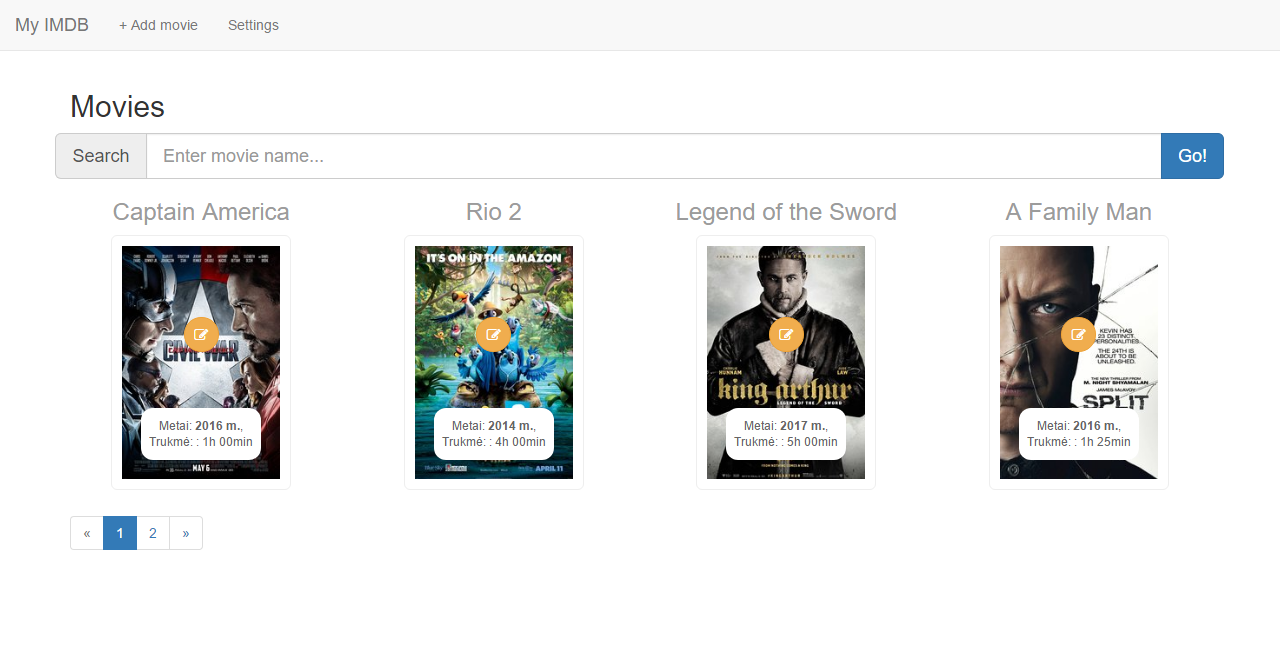 My IMDB + Add movie Settings
Movies
Search Enter movie name... Go!
Captain America Rio 2 Legend of the Sword A Family Man
CIVIL WAR
MAY 6
Metai: 2016 m.,
Trukmė: : 1h 00min
IT'S ON IN THE AMAZON
APRIL 11
Metai: 2014 m.,
Trukmė: : 4h 00min
CHARLIE HUNNAM
JUDE LAW
king arthur
LEGEND OF THE SWORD
Metai: 2017 m.,
Trukmė: : 5h 00min
KEVIN HAS
23 DISTINCT
PERSONALITIES.
THE 24TH IS
ABOUT TO BE
UNLEASHED.
THE NEW THRILLER FROM
M. NIGHT SHYAMALAN
JAMES McAVOY
SPLIT
Metai: 2016 m.,
Trukmė: : 1h 25min
« 1 2 »